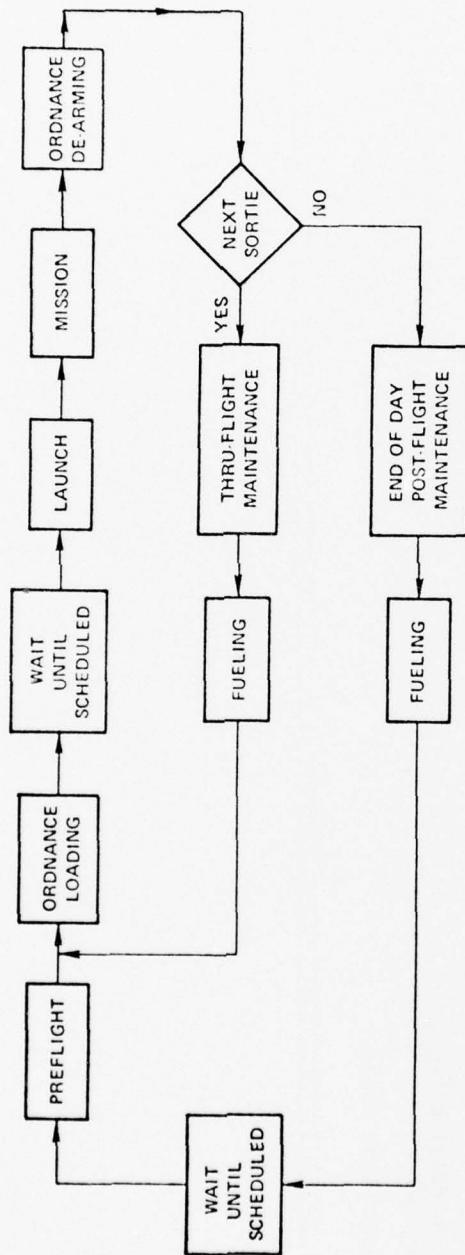 PREFLIGHT
ORDNANCE
LOADING
WAIT
UNTIL
SCHEDULED
LAUNCH
MISSION
ORDNANCE
DE-ARMING
NEXT
SORTIE
YES
NO
THRU-FLIGHT
MAINTENANCE
FUELING
END OF DAY
POST-FLIGHT
MAINTENANCE
FUELING
WAIT
UNTIL
SCHEDULED